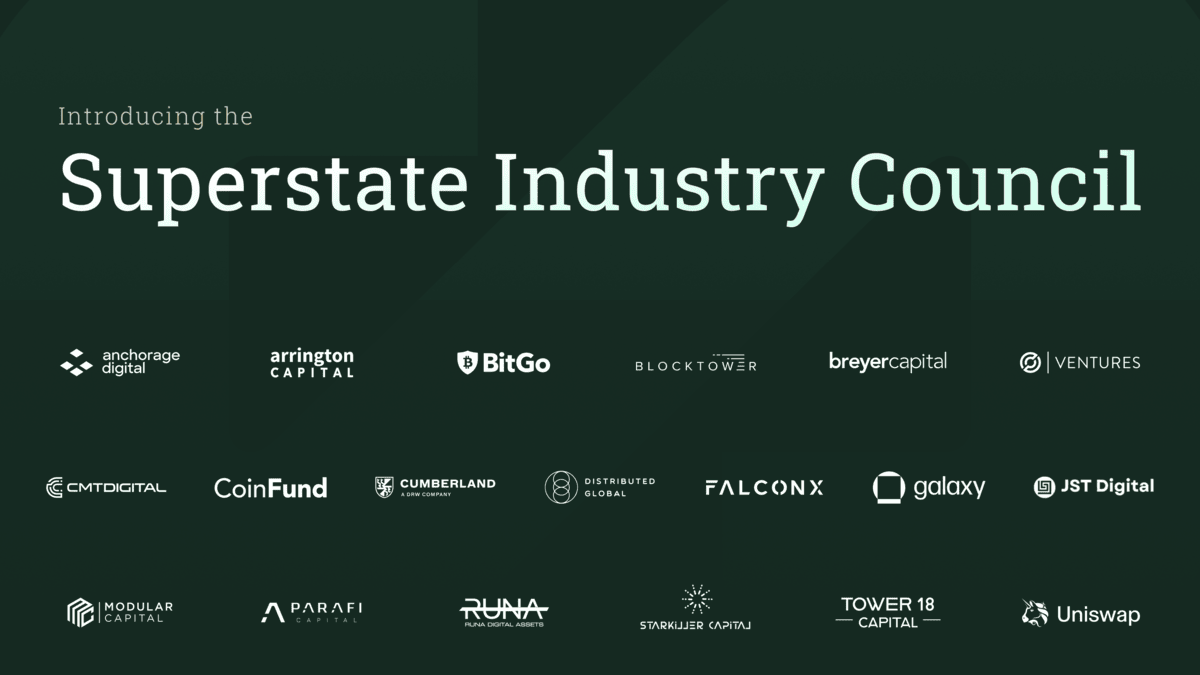 Introducing the
Superstate Industry Council
anchorage
digital
arrington
CAPITAL
BitGo
BLOCKTOWER
breyercapital
VENTURES
CMTDIGITAL
CoinFund
CUMBERLAND
A DRW COMPANY
DISTRIBUTED
GLOBAL
FALCONX
galaxy
JST Digital
MODULAR
CAPITAL
PARAFI
CAPITAL
RUNA
RUNA DIGITAL ASSETS
STARKILLER CAPITAL
TOWER 18
CAPITAL
Uniswap